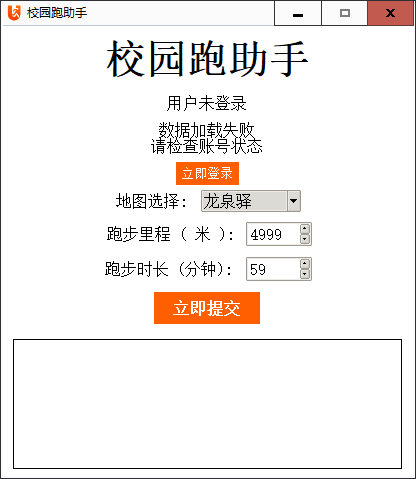 校园跑助手
校园跑助手
用户未登录
数据加载失败
请检查账号状态
立即登录
地图选择： 龙泉驿
跑步里程（ 米 ）： 4999
跑步时长（分钟）： 59
立即提交